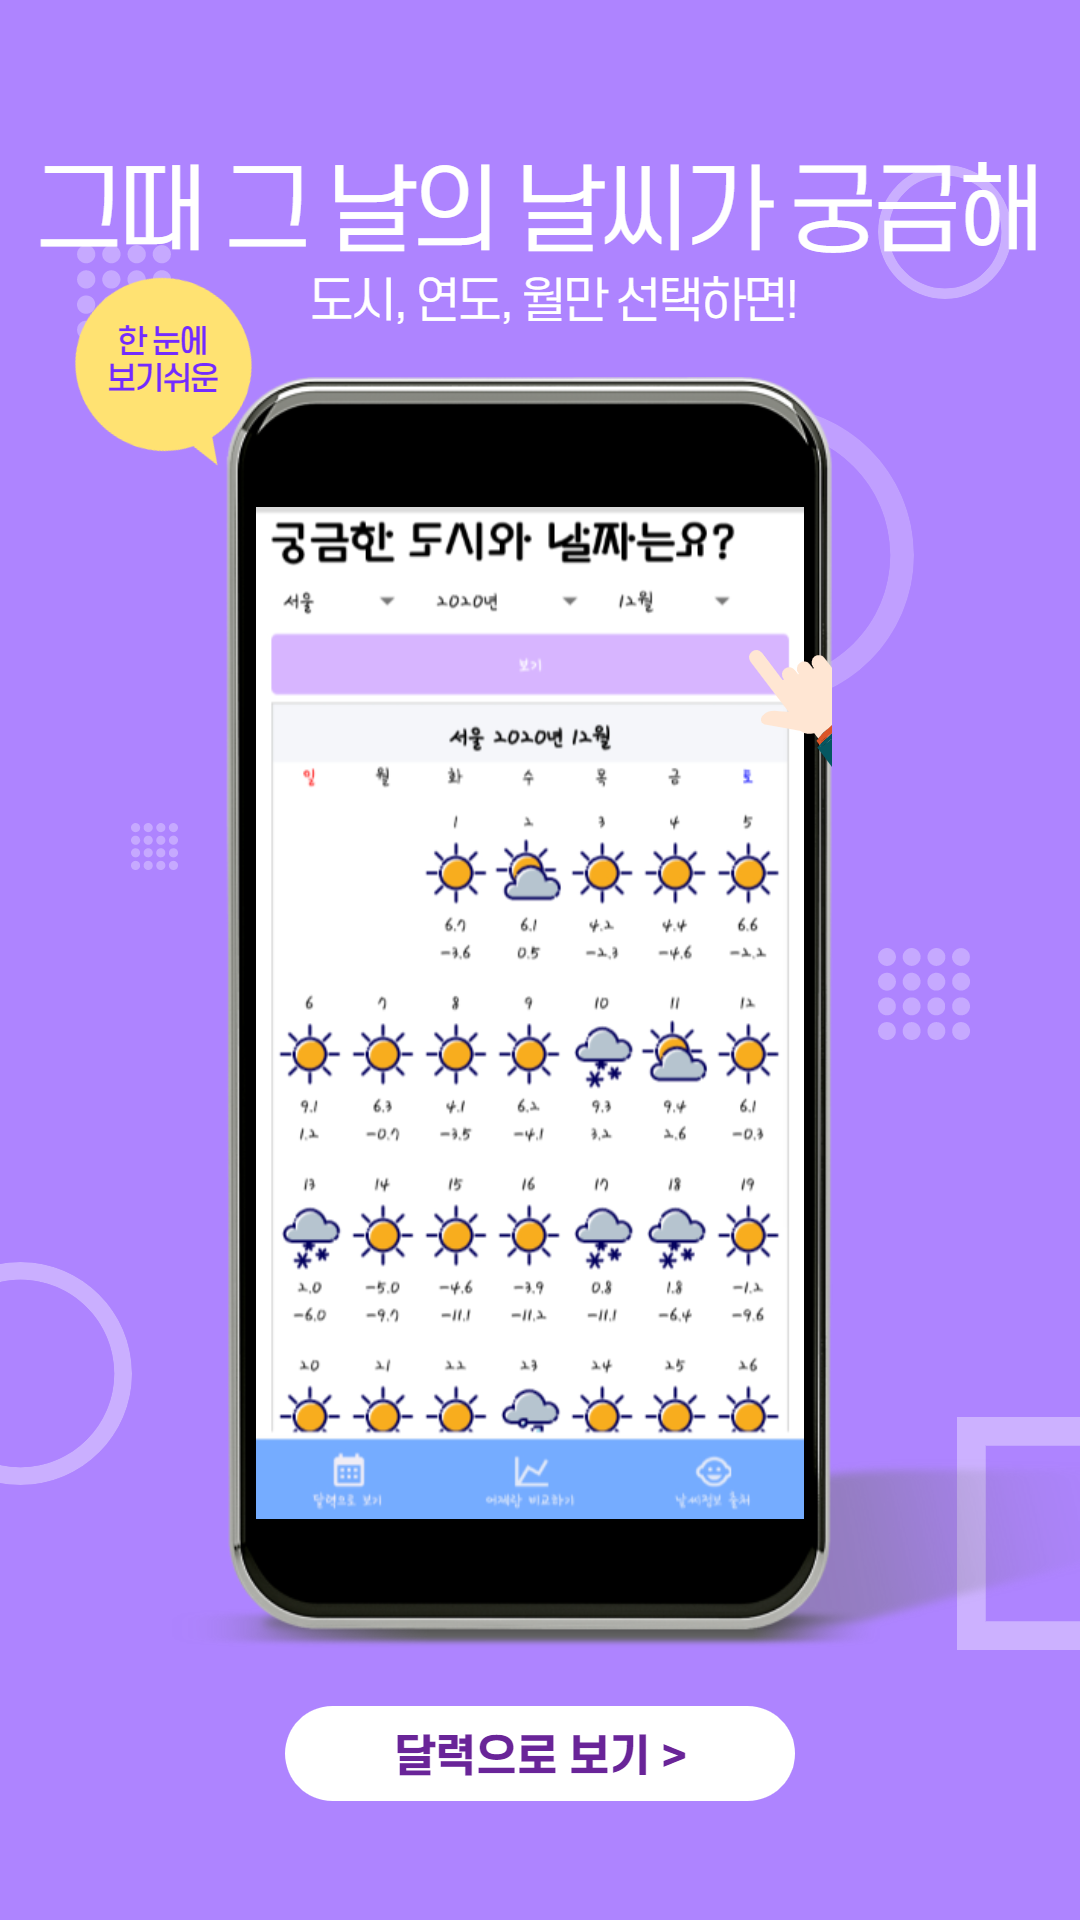 그때 그 날의 날씨가 궁금해
도시, 연도, 월만 선택하면!
한 눈에
보기쉬운
궁금한 도시와 날짜는요?
서울 2020년 12월
보기
서울 2020년 12월
일 월 화 수 목 금 토
1 2 3 4 5
6.7 6.1 4.2 4.4 6.6
-3.6 0.5 -2.3 -4.6 -2.2
6 7 8 9 10 11 12
9.1 6.3 4.1 6.2 9.3 9.4 6.1
1.2 -0.7 -3.5 -4.1 3.2 2.6 -0.3
13 14 15 16 17 18 19
2.0 -5.0 -4.6 -3.9 0.8 1.8 -1.2
-6.0 -9.7 -11.1 -11.2 -11.1 -6.4 -9.6
20 21 22 23 24 25 26
달력으로 보기 어제랑 비교하기 날씨정보 출처
달력으로 보기 >